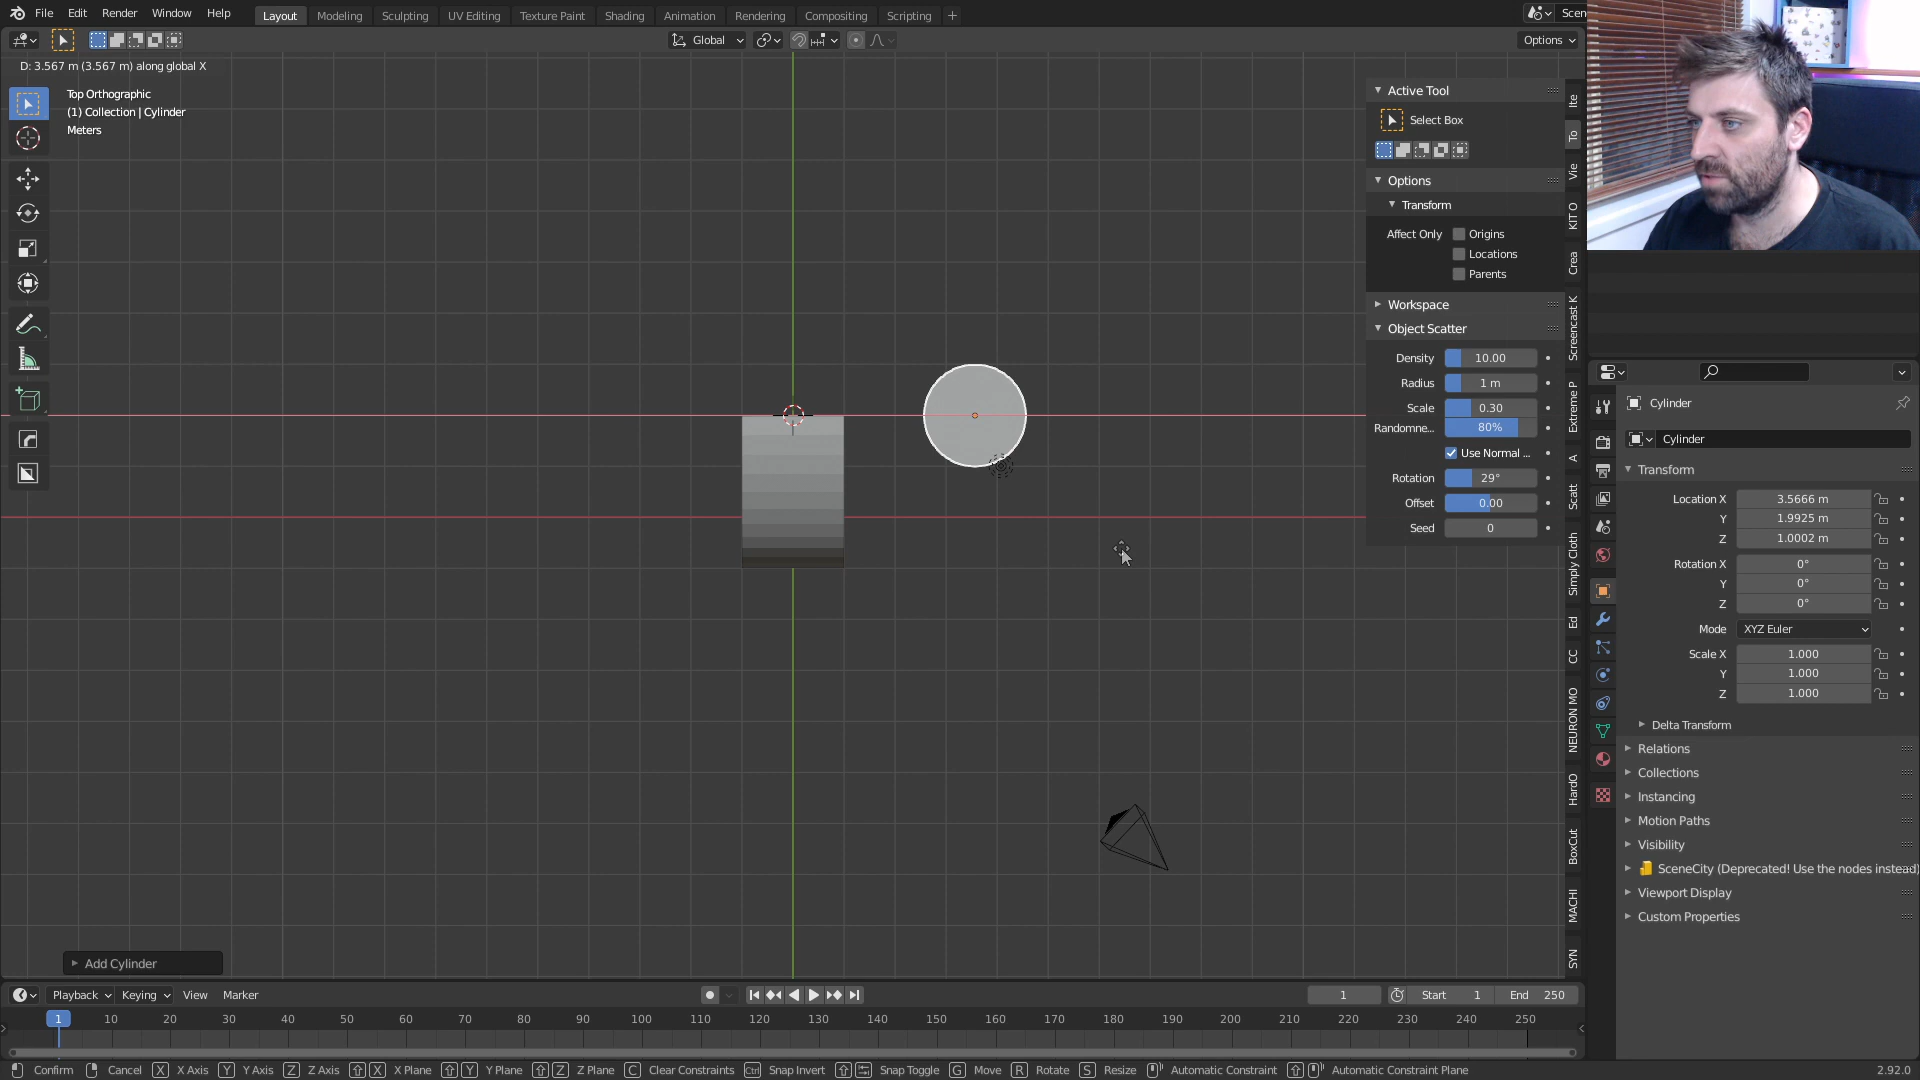 File Edit Render Window Help
Layout Modeling Sculpting UV Editing Texture Paint Shading Animation Rendering Compositing Scripting +
Scen
Global
Options
D: 3.567 m (3.567 m) along global X
Top Orthographic
(1) Collection | Cylinder
Meters
Active Tool
Select Box
Options
Transform
Affect Only Origins
Locations
Parents
Workspace
Object Scatter
Density 10.00
Radius 1 m
Scale 0.30
Randomne... 80%
Use Normal ...
Rotation 29°
Offset 0.00
Seed 0
Ite
To
Vie
KIT O
Crea
Screencast K
Extreme P
A
Scatt
Simply Cloth
Ed
CC
NEURON MO
HardO
BoxCut
MACHI
SYN
Cylinder
Cylinder
Transform
Location X 3.5666 m
Y 1.9925 m
Z 1.0002 m
Rotation X 0°
Y 0°
Z 0°
Mode XYZ Euler
Scale X 1.000
Y 1.000
Z 1.000
Delta Transform
Relations
Collections
Instancing
Motion Paths
Visibility
SceneCity (Deprecated! Use the nodes instead)
Viewport Display
Custom Properties
Add Cylinder
Playback Keying View Marker
1 Start 1 End 250
1 10 20 30 40 50 60 70 80 90 100 110 120 130 140 150 160 170 180 190 200 210 220 230 240 250
Confirm Cancel X X Axis Y Y Axis Z Z Axis X X Plane Y Y Plane Z Z Plane C Clear Constraints Ctrl Snap Invert Snap Toggle G Move R Rotate S Resize Automatic Constraint Automatic Constraint Plane 2.92.0